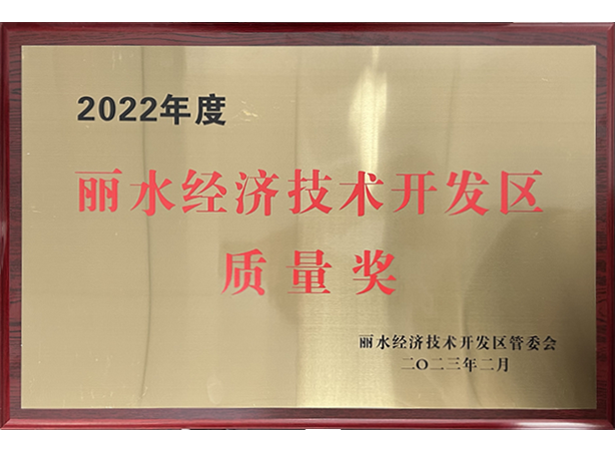 2022年度
丽水经济技术开发区
质量奖
丽水经济技术开发区管委会
二〇二三年二月